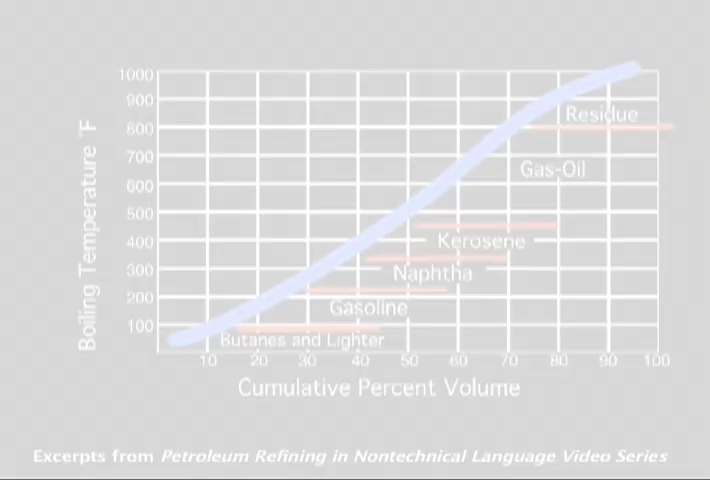 1000
900
Residue
800
700
Gas-Oil
600
500
400
Kerosene
300
Naphtha
200
Gasoline
100
Butanes and Lighter
Boiling Temperature °F
10 20 30 40 50 60 70 80 90 100
Cumulative Percent Volume
Excerpts from Petroleum Refining in Nontechnical Language Video Series